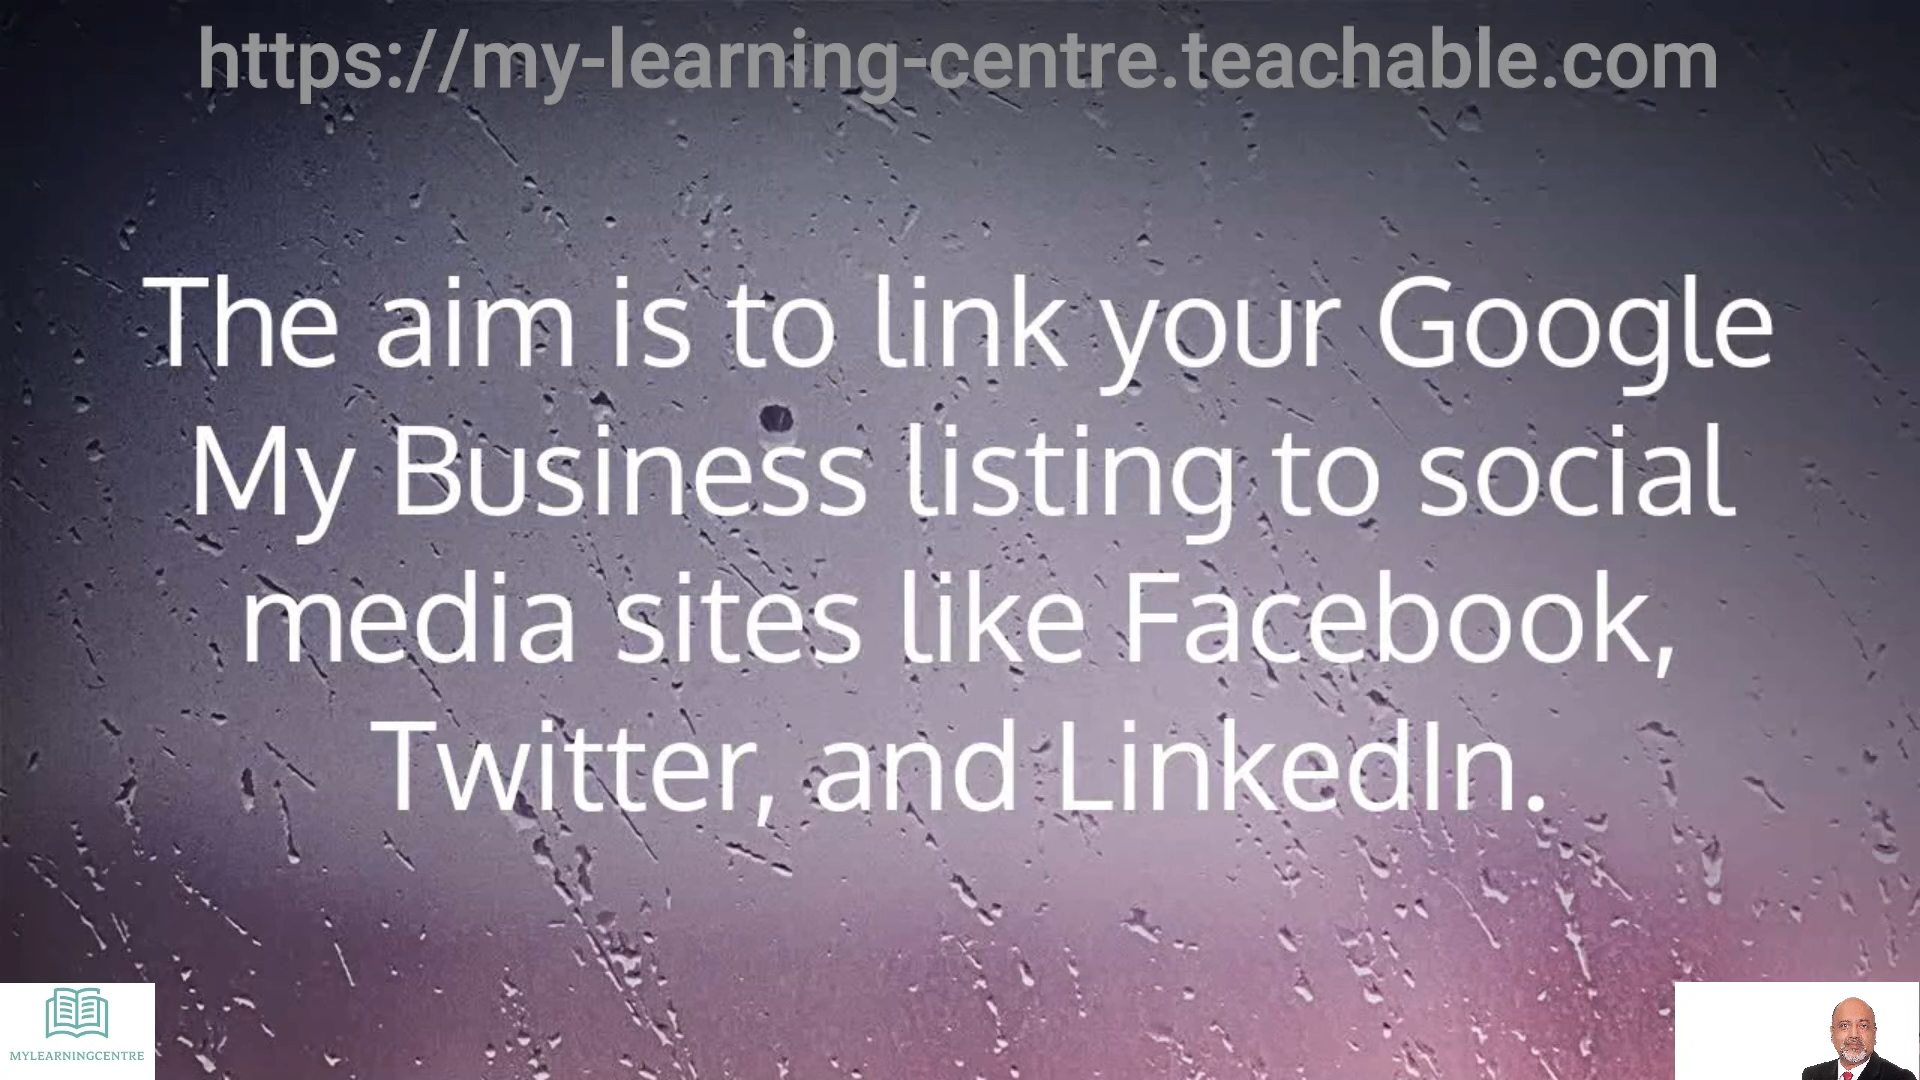 https://my-learning-centre.teachable.com
The aim is to link your Google
My Business listing to social
media sites like Facebook,
Twitter, and LinkedIn.
MYLEARNINGCENTRE